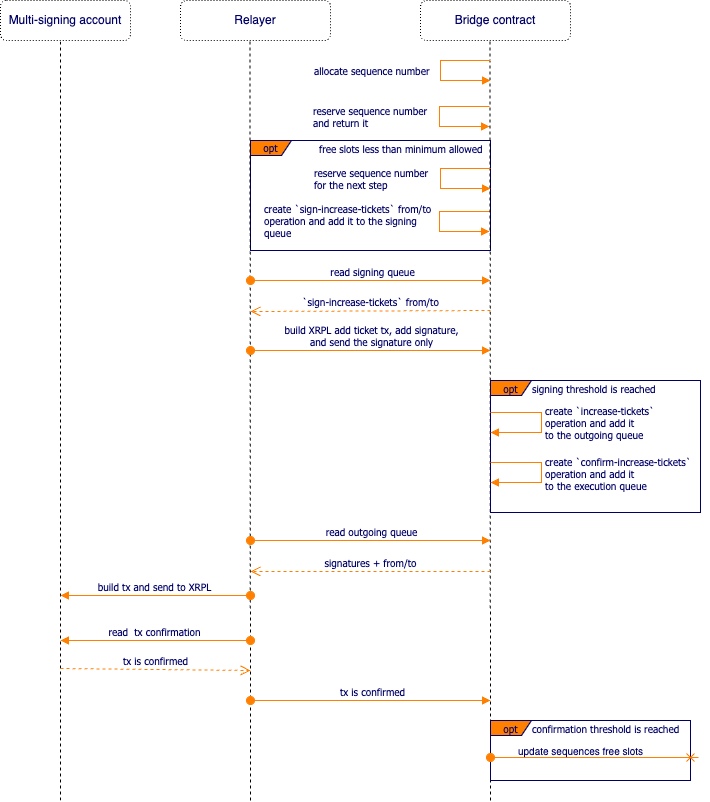 Multi-signing account
Relayer
Bridge contract
allocate sequence number
reserve sequence number
and return it
opt
free slots less than minimum allowed
reserve sequence number
for the next step
create `sign-increase-tickets` from/to
operation and add it to the signing
queue
read signing queue
`sign-increase-tickets` from/to
build XRPL add ticket tx, add signature,
and send the signature only
opt
signing threshold is reached
create `increase-tickets`
operation and add it
to the outgoing queue
create `confirm-increase-tickets`
operation and add it
to the execution queue
read outgoing queue
signatures + from/to
build tx and send to XRPL
read tx confirmation
tx is confirmed
tx is confirmed
opt
confirmation threshold is reached
update sequences free slots